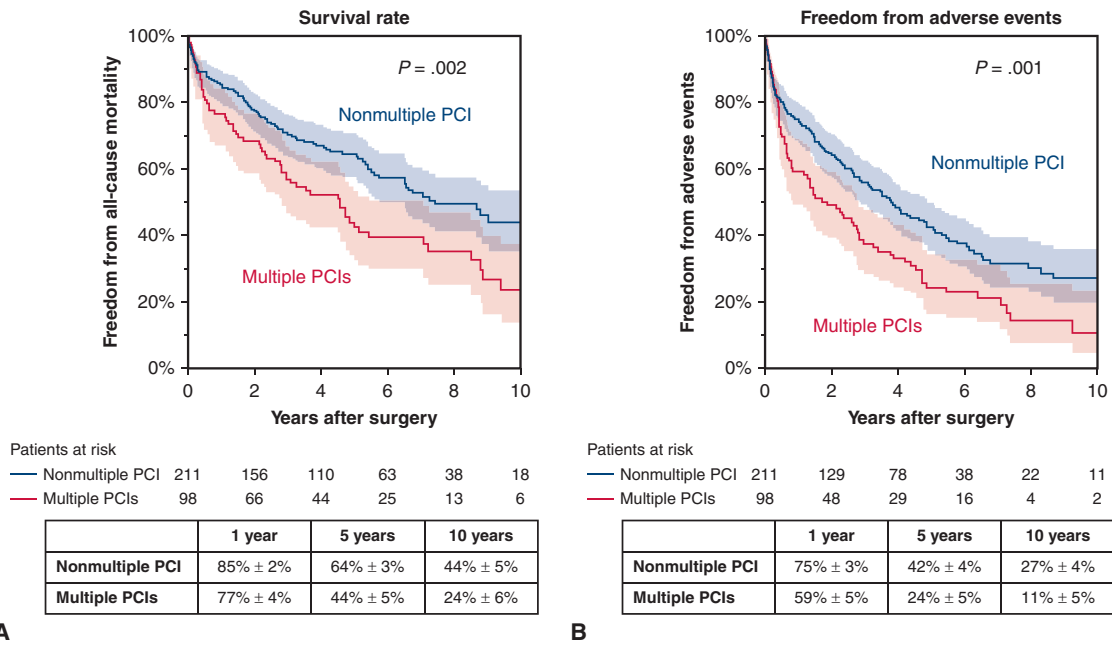 Survival rate
100%
80%
60%
40%
20%
0%
Freedom from all-cause mortality
P = .002
Nonmultiple PCI
Multiple PCIs
0 2 4 6 8 10
Years after surgery
Patients at risk
Nonmultiple PCI 211 156 110 63 38 18
Multiple PCIs 98 66 44 25 13 6
1 year 5 years 10 years
Nonmultiple PCI 85% ± 2% 64% ± 3% 44% ± 5%
Multiple PCIs 77% ± 4% 44% ± 5% 24% ± 6%
A
Freedom from adverse events
100%
80%
60%
40%
20%
0%
Freedom from adverse events
P = .001
Nonmultiple PCI
Multiple PCIs
0 2 4 6 8 10
Years after surgery
Patients at risk
Nonmultiple PCI 211 129 78 38 22 11
Multiple PCIs 98 48 29 16 4 2
1 year 5 years 10 years
Nonmultiple PCI 75% ± 3% 42% ± 4% 27% ± 4%
Multiple PCIs 59% ± 5% 24% ± 5% 11% ± 5%
B